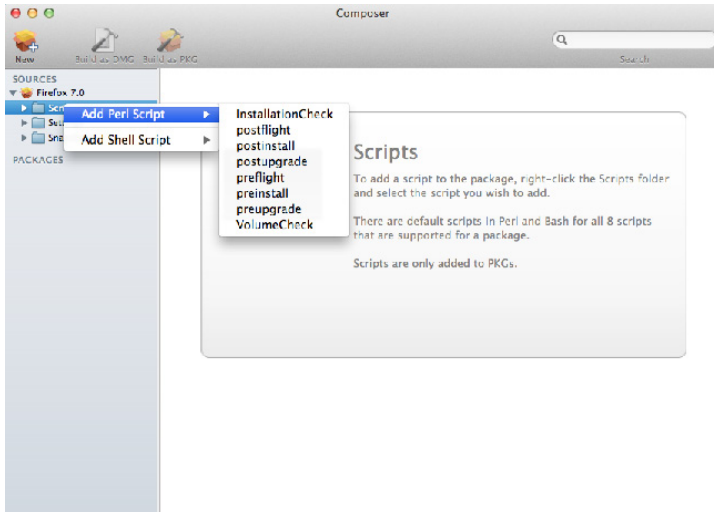 Composer
New
Build as DMG
Build as PKG
Search
SOURCES
Firefox 7.0
Add Perl Script
Add Shell Script
PACKAGES
InstallationCheck
postflight
postinstall
postupgrade
preflight
preinstall
preupgrade
VolumeCheck
Scripts
To add a script to the package, right-click the Scripts folder
and select the script you wish to add.
There are default scripts in Perl and Bash for all 8 scripts
that are supported for a package.
Scripts are only added to PKGs.